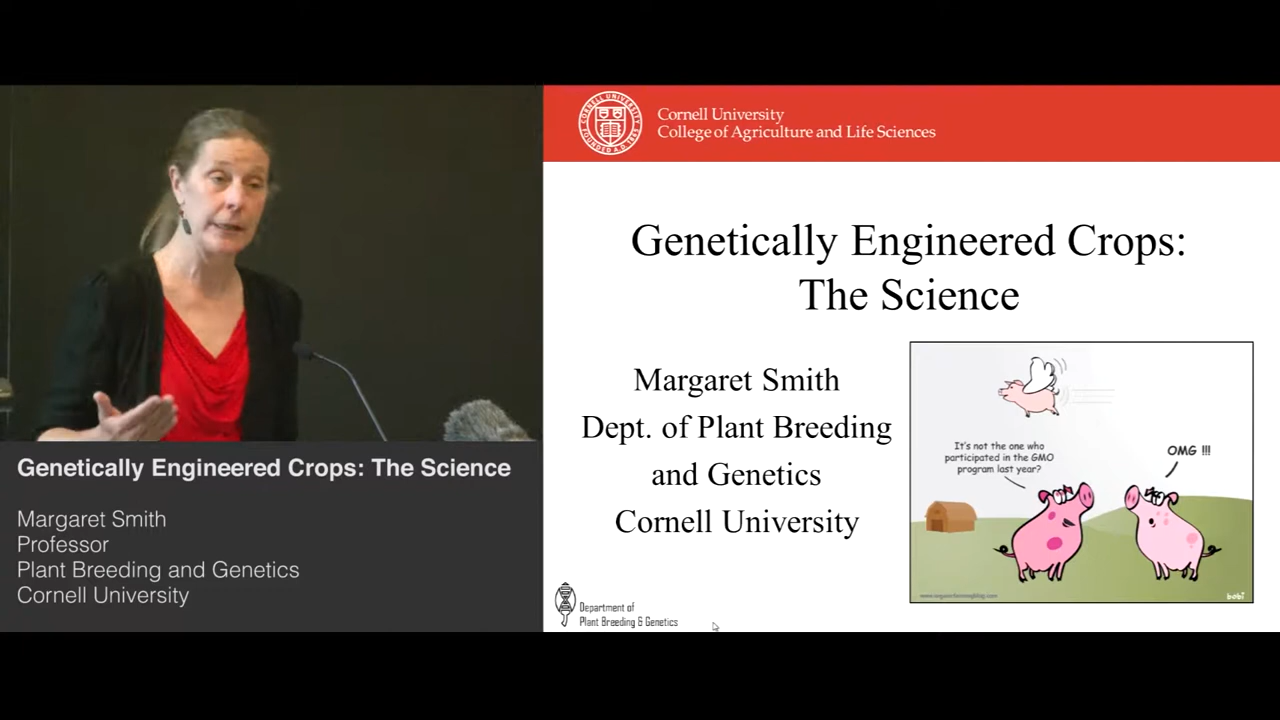 Cornell University
College of Agriculture and Life Sciences
Genetically Engineered Crops:
The Science
Margaret Smith
Dept. of Plant Breeding
and Genetics
Cornell University
It's not the one who
participated in the GMO
program last year?
OMG !!!
bobi
Department of
Plant Breeding & Genetics
Genetically Engineered Crops: The Science
Margaret Smith
Professor
Plant Breeding and Genetics
Cornell University